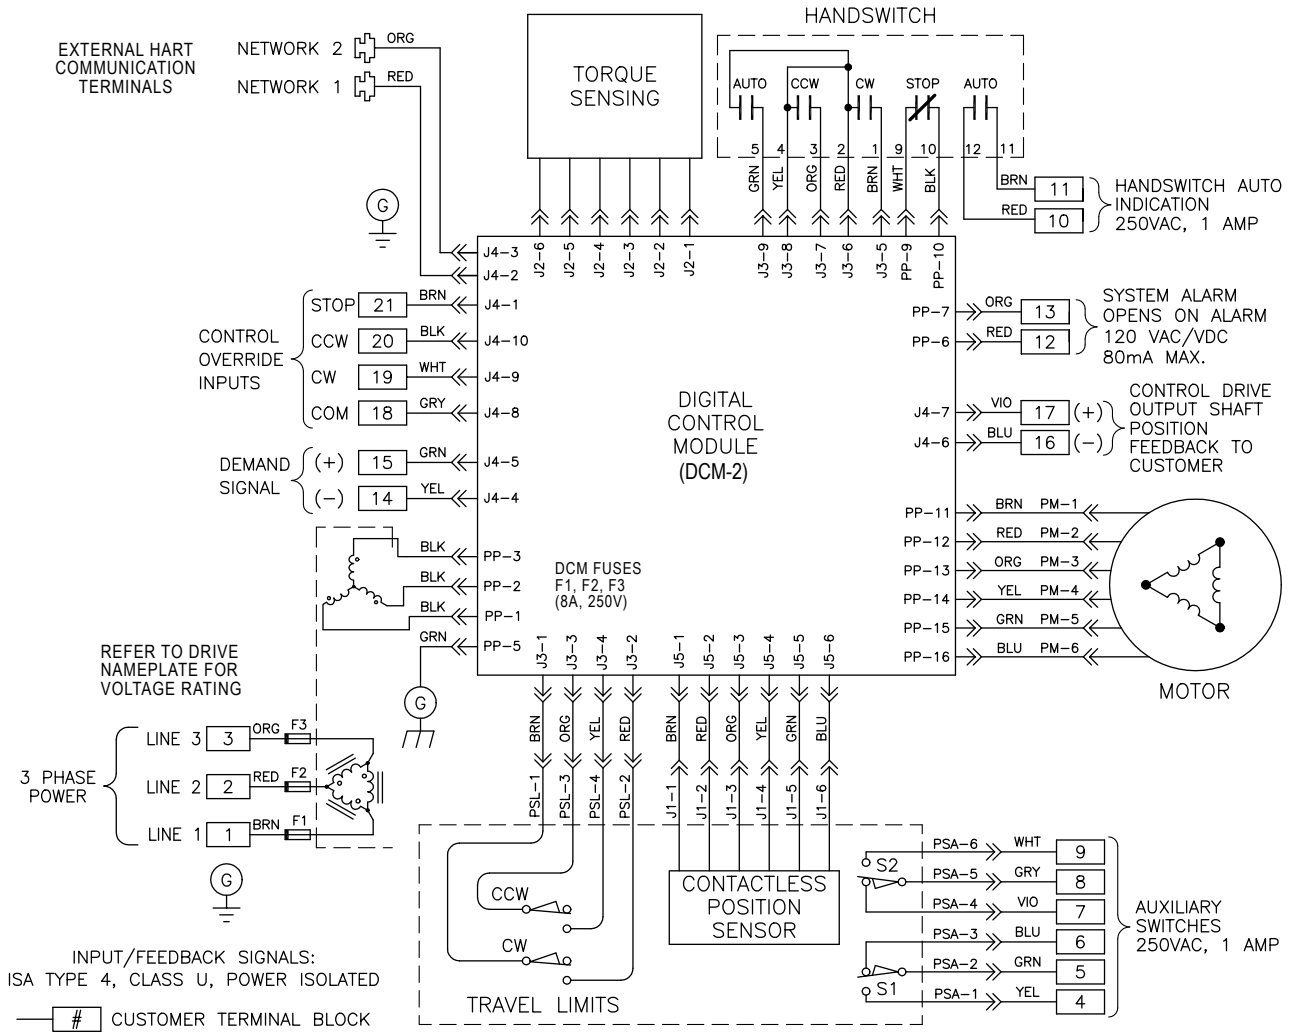 HANDSWITCH
EXTERNAL HART
COMMUNICATION
TERMINALS
NETWORK 2
ORG
NETWORK 1
RED
TORQUE
SENSING
AUTO
CCW
CW
STOP
AUTO
5
4
3
2
1
9
10
12
11
GRN
YEL
ORG
RED
BRN
WHT
BLK
BRN
11
RED
10
HANDSWITCH AUTO
INDICATION
250VAC, 1 AMP
G
J4-3
J4-2
J2-6
J2-5
J2-4
J2-3
J2-2
J2-1
J3-9
J3-8
J3-7
J3-6
J3-5
PP-9
PP-10
CONTROL
OVERRIDE
INPUTS
STOP
21
BRN
J4-1
CCW
20
BLK
J4-10
CW
19
WHT
J4-9
COM
18
GRY
J4-8
DEMAND
SIGNAL
(+)
15
GRN
J4-5
(-)
14
YEL
J4-4
PP-7
ORG
13
PP-6
RED
12
SYSTEM ALARM
OPENS ON ALARM
120 VAC/VDC
80mA MAX.
J4-7
VIO
17
(+)
J4-6
BLU
16
(-)
CONTROL DRIVE
OUTPUT SHAFT
POSITION
FEEDBACK TO
CUSTOMER
DIGITAL
CONTROL
MODULE
(DCM-2)
BLK
PP-3
BLK
PP-2
BLK
PP-1
GRN
PP-5
G
DCM FUSES
F1, F2, F3
(8A, 250V)
PP-11
BRN
PM-1
PP-12
RED
PM-2
PP-13
ORG
PM-3
PP-14
YEL
PM-4
PP-15
GRN
PM-5
PP-16
BLU
PM-6
MOTOR
J3-1
J3-3
J3-4
J3-2
J5-1
J5-2
J5-3
J5-4
J5-5
J5-6
BRN
ORG
YEL
RED
BRN
RED
ORG
YEL
GRN
BLU
PSL-1
PSL-3
PSL-4
PSL-2
J1-1
J1-2
J1-3
J1-4
J1-5
J1-6
REFER TO DRIVE
NAMEPLATE FOR
VOLTAGE RATING
3 PHASE
POWER
LINE 3
3
ORG
F3
LINE 2
2
RED
F2
LINE 1
1
BRN
F1
G
CCW
CW
TRAVEL LIMITS
CONTACTLESS
POSITION
SENSOR
S2
S1
PSA-6
WHT
9
PSA-5
GRY
8
PSA-4
VIO
7
PSA-3
BLU
6
PSA-2
GRN
5
PSA-1
YEL
4
AUXILIARY
SWITCHES
250VAC, 1 AMP
INPUT/FEEDBACK SIGNALS:
ISA TYPE 4, CLASS U, POWER ISOLATED
# CUSTOMER TERMINAL BLOCK